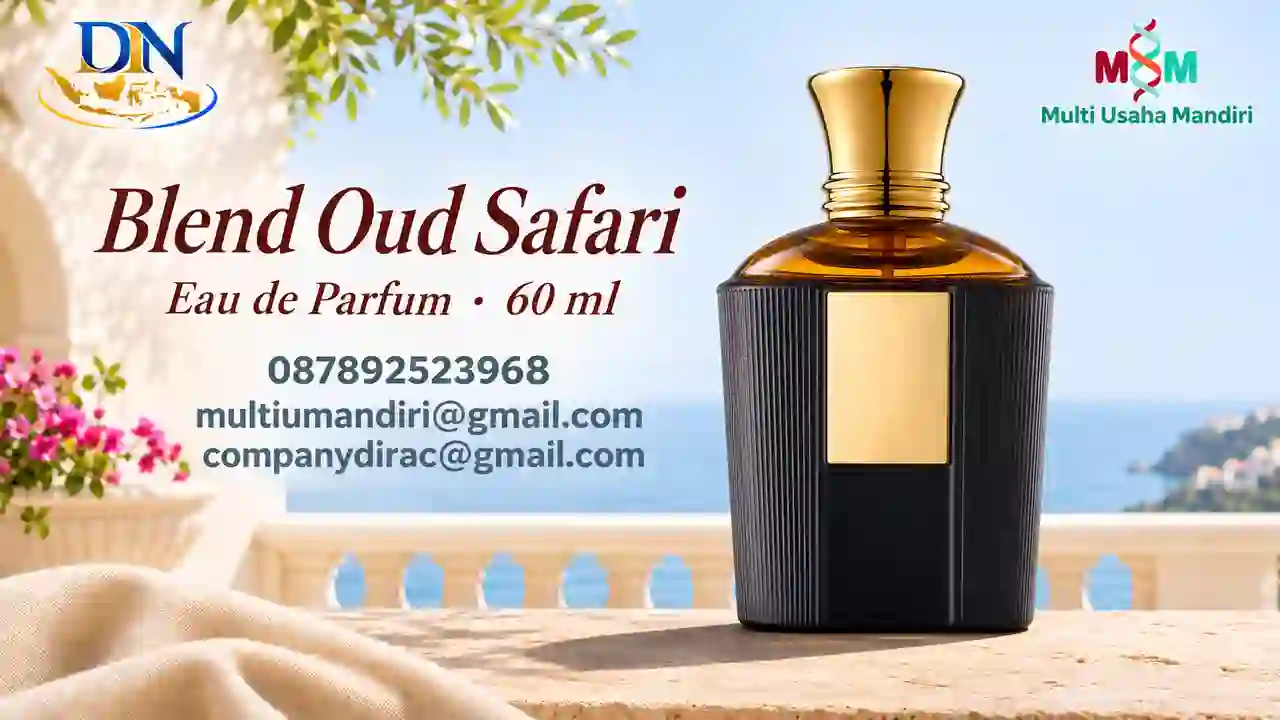 DN
MM
Multi Usaha Mandiri
Blend Oud Safari
Eau de Parfum · 60 ml
087892523968
multiumandiri@gmail.com
companydirac@gmail.com